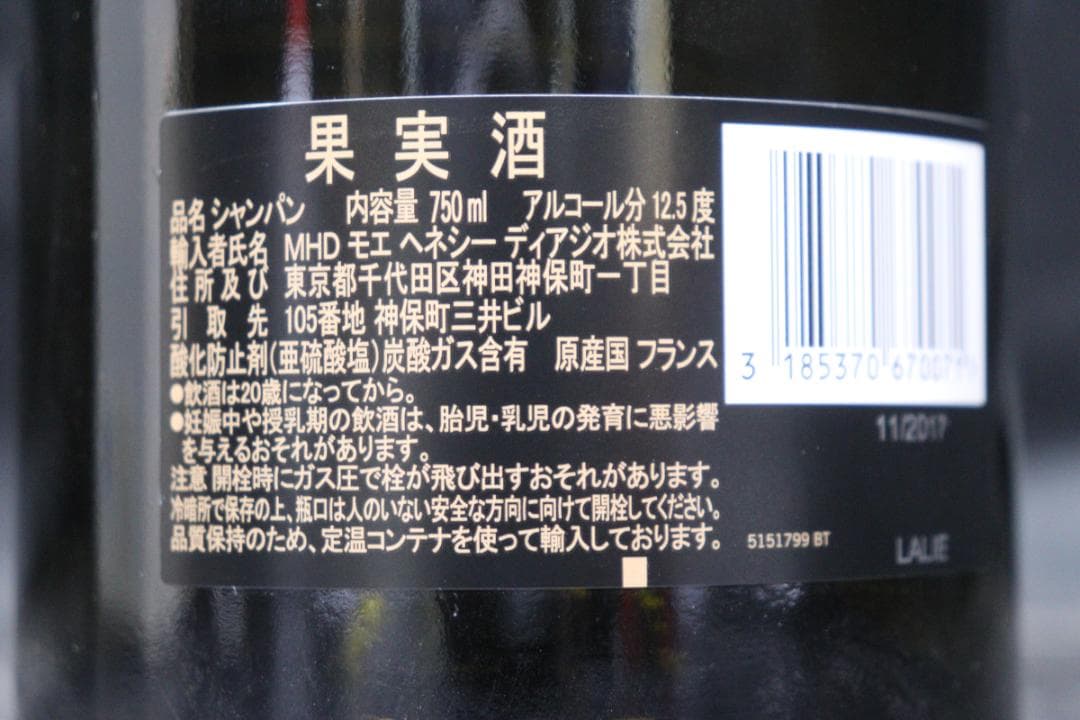 果実酒
品名 シャンパン 内容量 750ml アルコール分 12.5度
輸入者氏名 MHD モエ ヘネシー ディアジオ株式会社
住所及び 東京都千代田区神田神保町一丁目
引取先 105番地 神保町三井ビル
酸化防止剤(亜硫酸塩)炭酸ガス含有 原産国 フランス
●飲酒は20歳になってから。
●妊娠中や授乳期の飲酒は、胎児・乳児の発育に悪影響
を与えるおそれがあります。
注意 開栓時にガス圧で栓が飛び出すおそれがあります。
冷暗所で保存の上、瓶口は人のいない安全な方向に向けて開栓してください。
品質保持のため、定温コンテナを使って輸入しております。
3 185370
11/2017
5151799 BT
LALIE